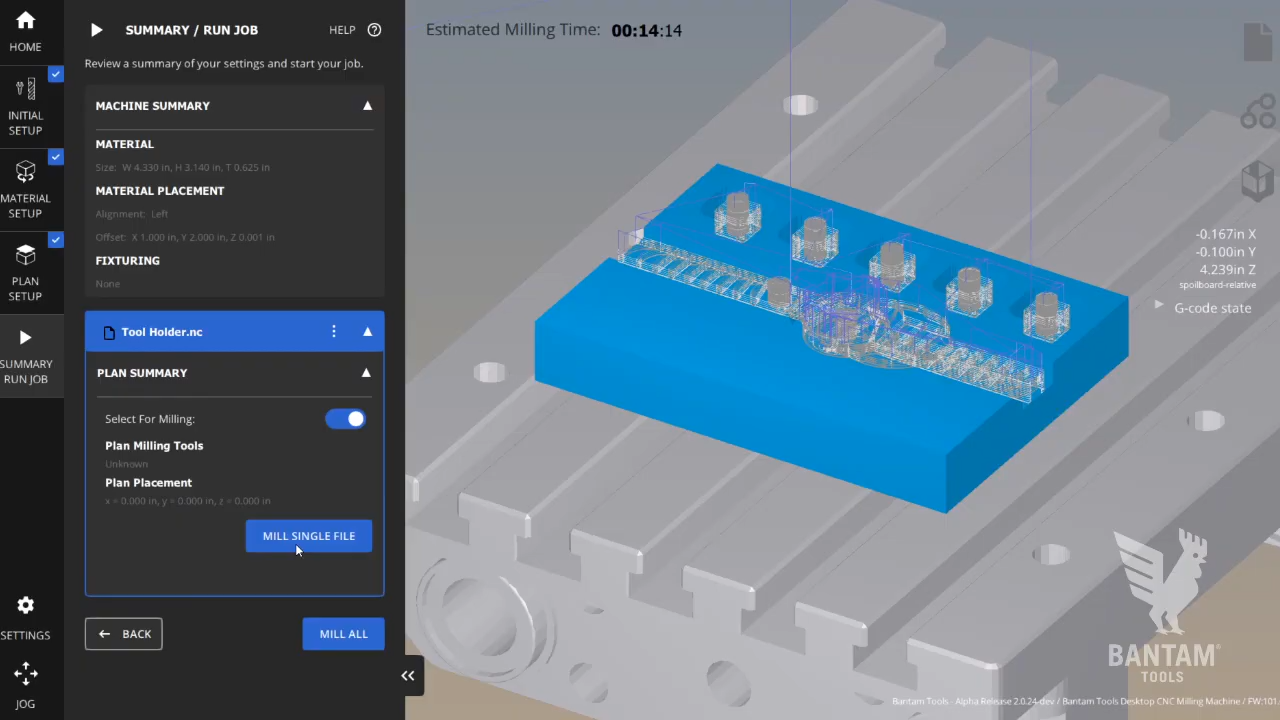 HOME
INITIAL
SETUP
MATERIAL
SETUP
PLAN
SETUP
SUMMARY
RUN JOB
SETTINGS
JOG
SUMMARY / RUN JOB
HELP ?
Review a summary of your settings and start your job.
MACHINE SUMMARY
MATERIAL
Size: W 4.330 in, H 3.140 in, T 0.625 in
MATERIAL PLACEMENT
Alignment: Left
Offset: X 1.000 in, Y 2.000 in, Z 0.001 in
FIXTURING
None
Tool Holder.nc
PLAN SUMMARY
Select For Milling:
Plan Milling Tools
Unknown
Plan Placement
x = 0.000 in, y = 0.000 in, z = 0.000 in
MILL SINGLE FILE
BACK
MILL ALL
Estimated Milling Time: 00:14:14
-0.167in X
-0.100in Y
4.239in Z
spoilboard-relative
G-code state
BANTAM®
TOOLS
Bantam Tools - Alpha Release 2.0.24-dev / Bantam Tools Desktop CNC Milling Machine / FW:101